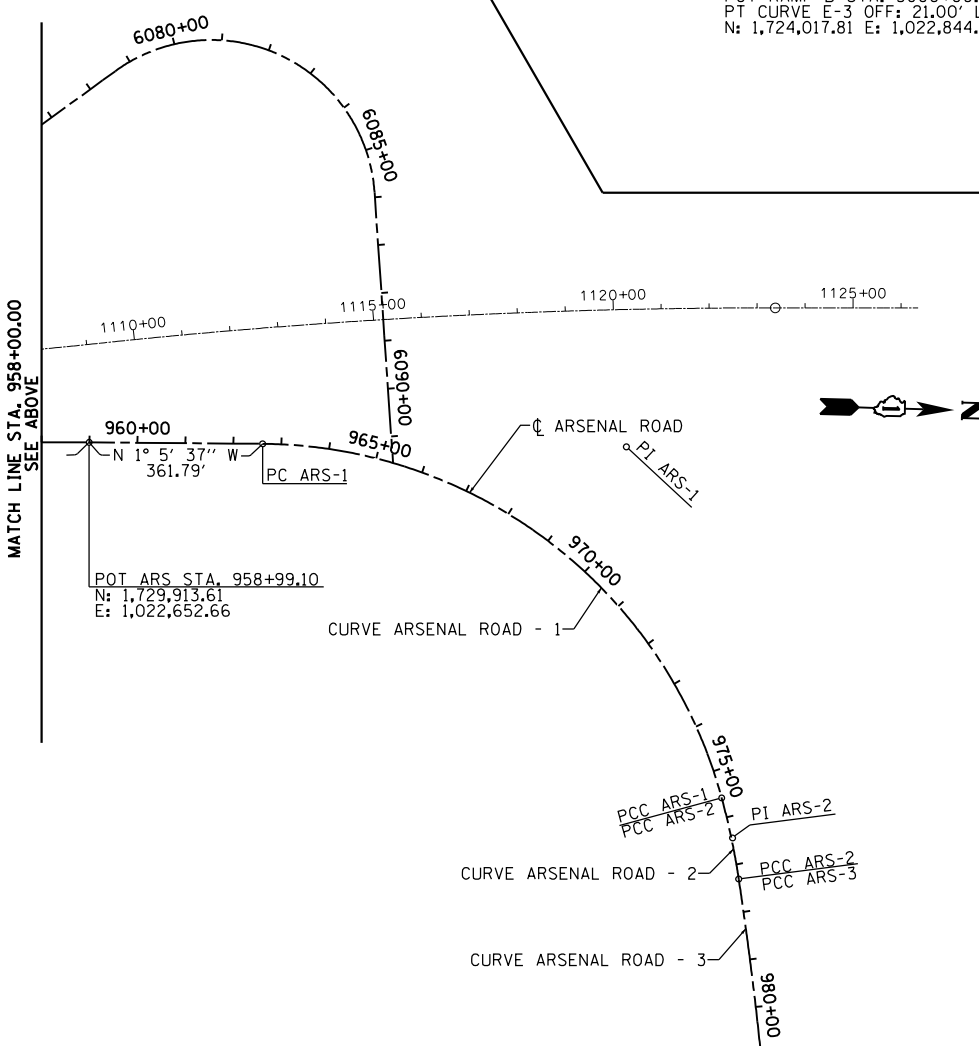 PT CURVE E-3 OFF: 21.00' L
N: 1,724,017.81 E: 1,022,844.
6080+00
6085+00
1110+00
1115+00
1120+00
1125+00
MATCH LINE STA. 958+00.00
SEE ABOVE
6090+00
N
960+00
965+00
℄ ARSENAL ROAD
N 1° 5' 37" W
361.79'
PC ARS-1
PI ARS-1
970+00
POT ARS STA. 958+99.10
N: 1,729,913.61
E: 1,022,652.66
CURVE ARSENAL ROAD - 1
975+00
PCC ARS-1
PCC ARS-2
PI ARS-2
CURVE ARSENAL ROAD - 2
PCC ARS-2
PCC ARS-3
CURVE ARSENAL ROAD - 3
980+00